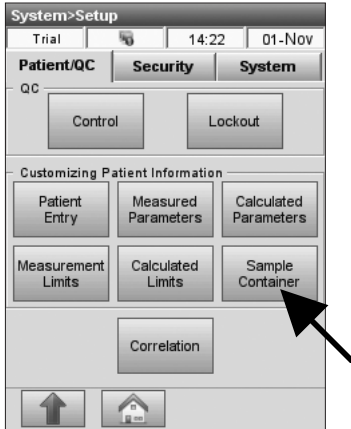 System>Setup
Trial 14:22 01-Nov
Patient/QC Security System
QC
Control Lockout
Customizing Patient Information
Patient Entry Measured Parameters Calculated Parameters
Measurement Limits Calculated Limits Sample Container
Correlation